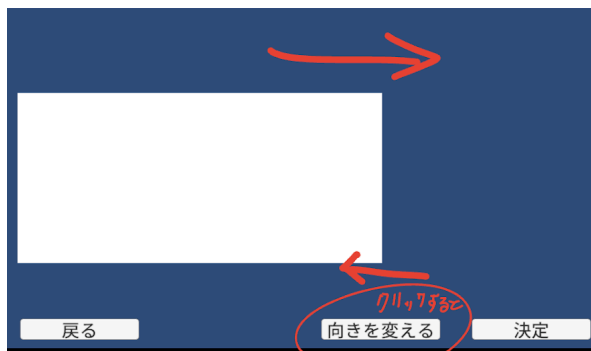 クリックすると
戻る
向きを変える
決定